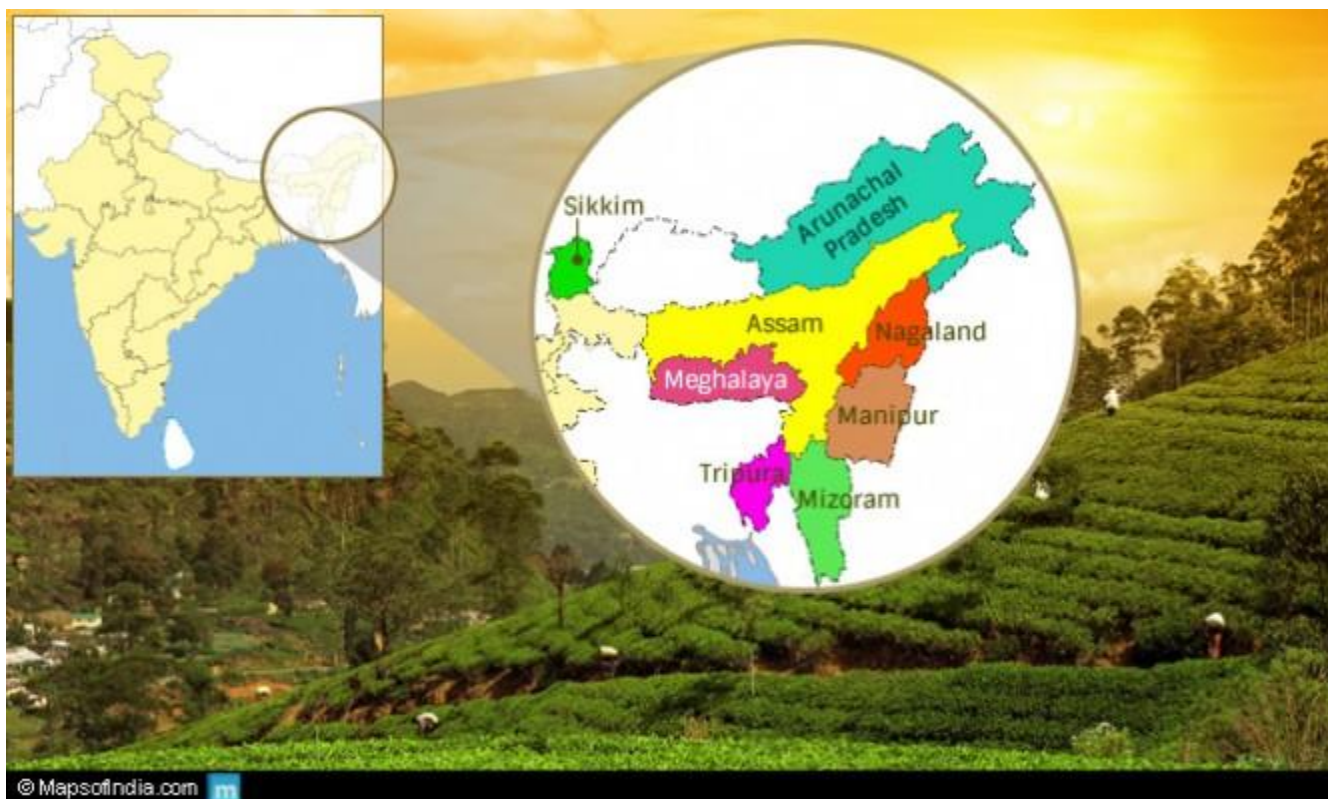 Sikkim
Arunachal
Pradesh
Assam
Nagaland
Meghalaya
Manipur
Tripura
Mizoram
© MapsofIndia.com m